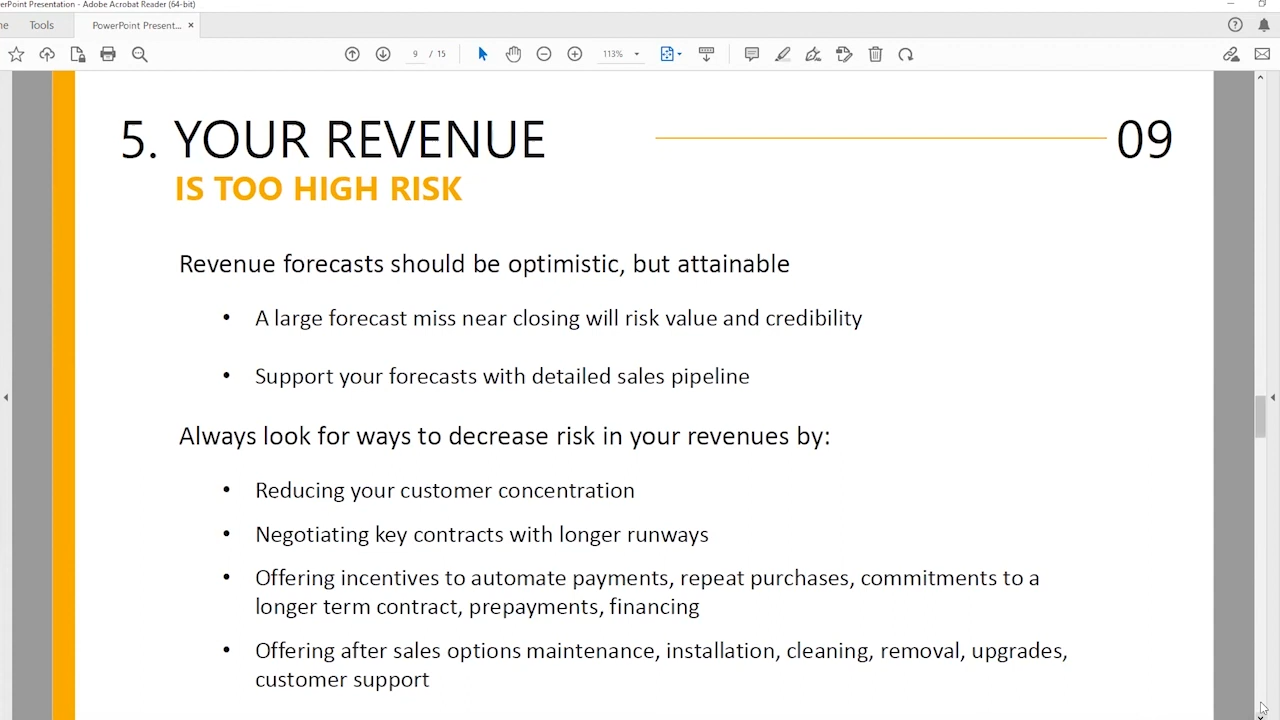 PowerPoint Presentation - Adobe Acrobat Reader (64-bit)
Tools
PowerPoint Present... ×
9 / 15
113%
5. YOUR REVENUE
09
IS TOO HIGH RISK
Revenue forecasts should be optimistic, but attainable
• A large forecast miss near closing will risk value and credibility
• Support your forecasts with detailed sales pipeline
Always look for ways to decrease risk in your revenues by:
• Reducing your customer concentration
• Negotiating key contracts with longer runways
• Offering incentives to automate payments, repeat purchases, commitments to a
longer term contract, prepayments, financing
• Offering after sales options maintenance, installation, cleaning, removal, upgrades,
customer support